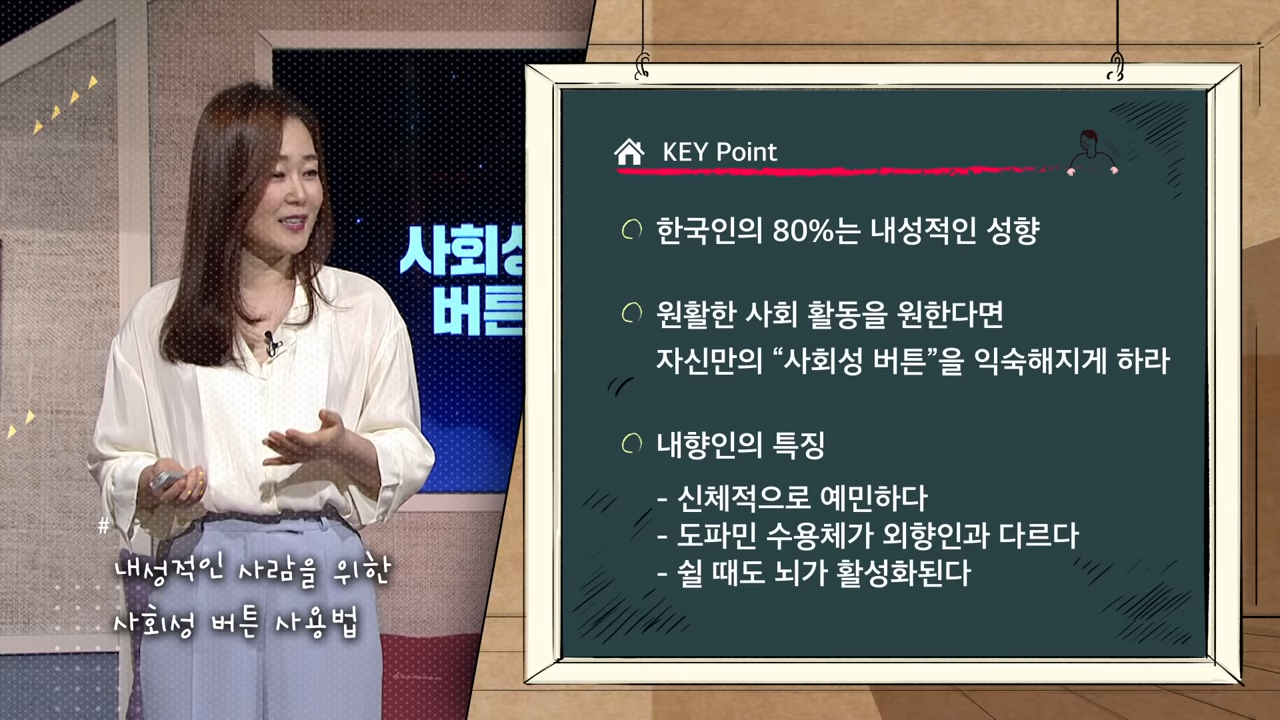 사회성
버튼
#
내성적인 사람을 위한
사회성 버튼 사용법
KEY Point
한국인의 80%는 내성적인 성향
원활한 사회 활동을 원한다면
자신만의 “사회성 버튼”을 익숙해지게 하라
내향인의 특징
- 신체적으로 예민하다
- 도파민 수용체가 외향인과 다르다
- 쉴 때도 뇌가 활성화된다